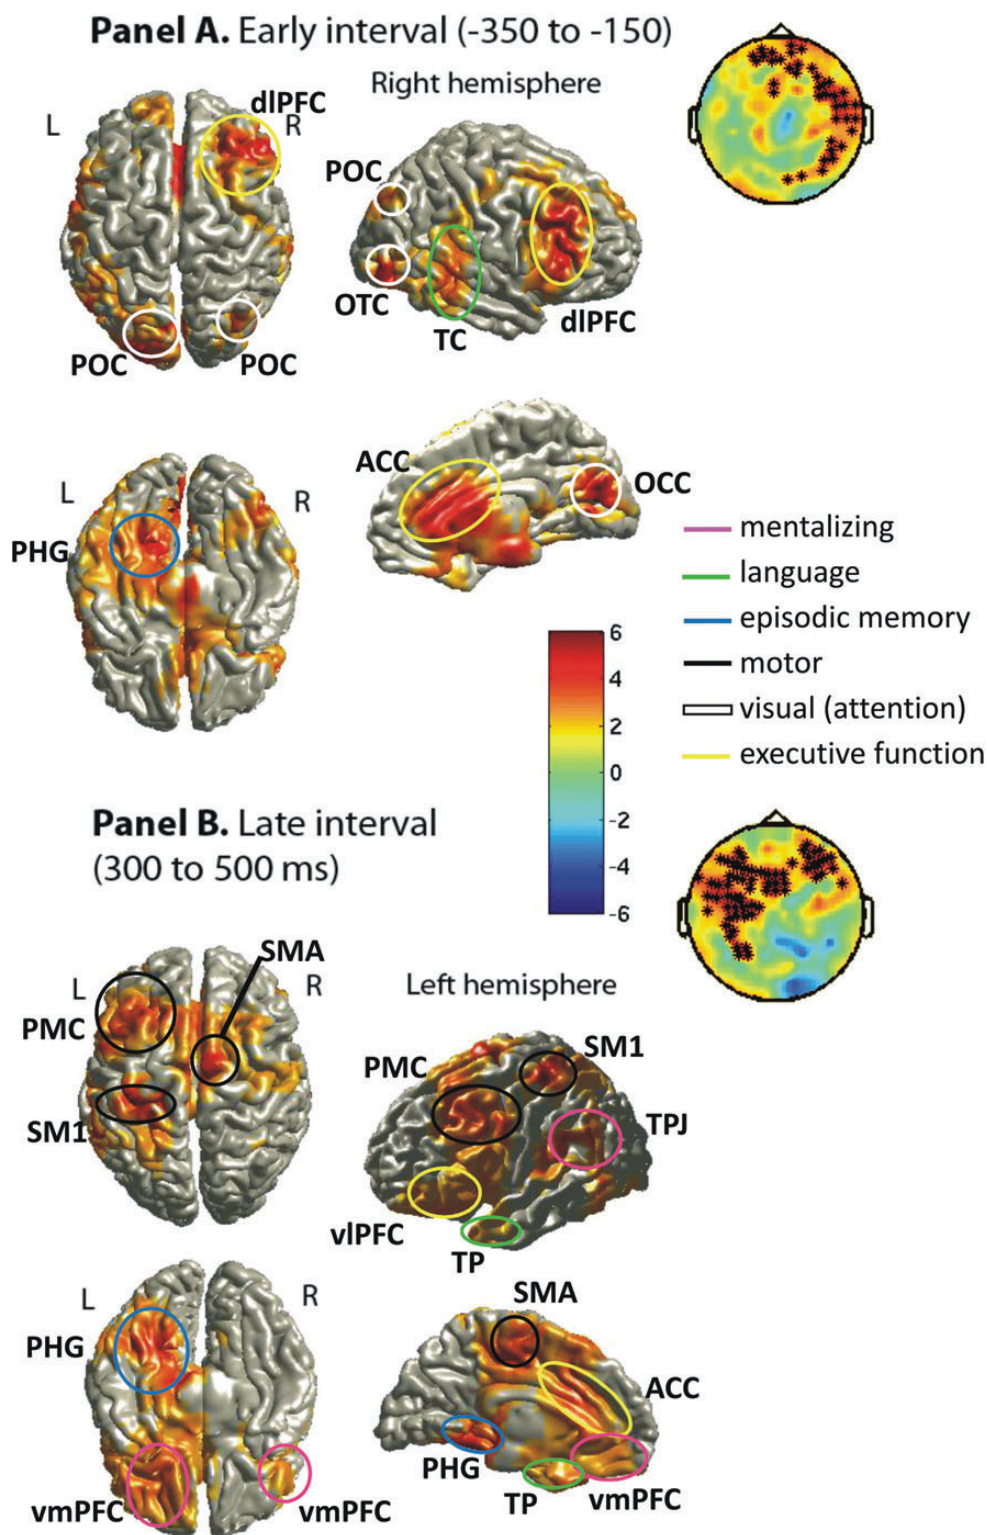 Panel A. Early interval (-350 to -150)
Right hemisphere
dlPFC
L
R
POC
OTC
TC
dlPFC
POC
POC
ACC
OCC
L
R
PHG
mentalizing
language
episodic memory
motor
visual (attention)
executive function
6
4
2
0
-2
-4
-6
Panel B. Late interval
(300 to 500 ms)
SMA
L
R
PMC
SM1
Left hemisphere
PMC
SM1
TPJ
vlPFC
TP
L
R
PHG
vmPFC
vmPFC
SMA
ACC
PHG
TP
vmPFC